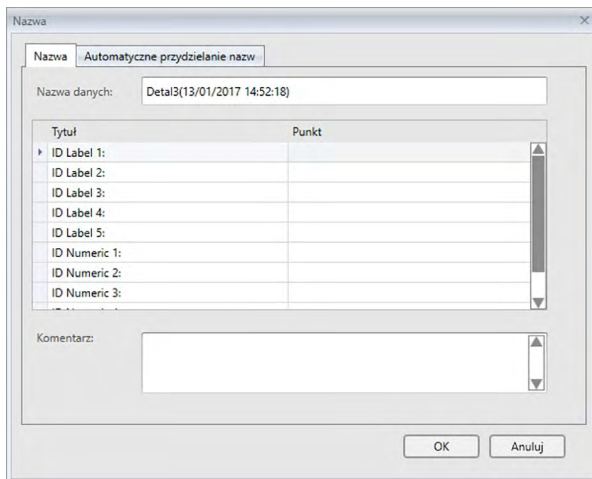 Nazwa
Nazwa Automatyczne przydzielanie nazw
Nazwa danych: Detal3(13/01/2017 14:52:18)
Tytuł Punkt
ID Label 1:
ID Label 2:
ID Label 3:
ID Label 4:
ID Label 5:
ID Numeric 1:
ID Numeric 2:
ID Numeric 3:
Komentarz:
OK Anuluj